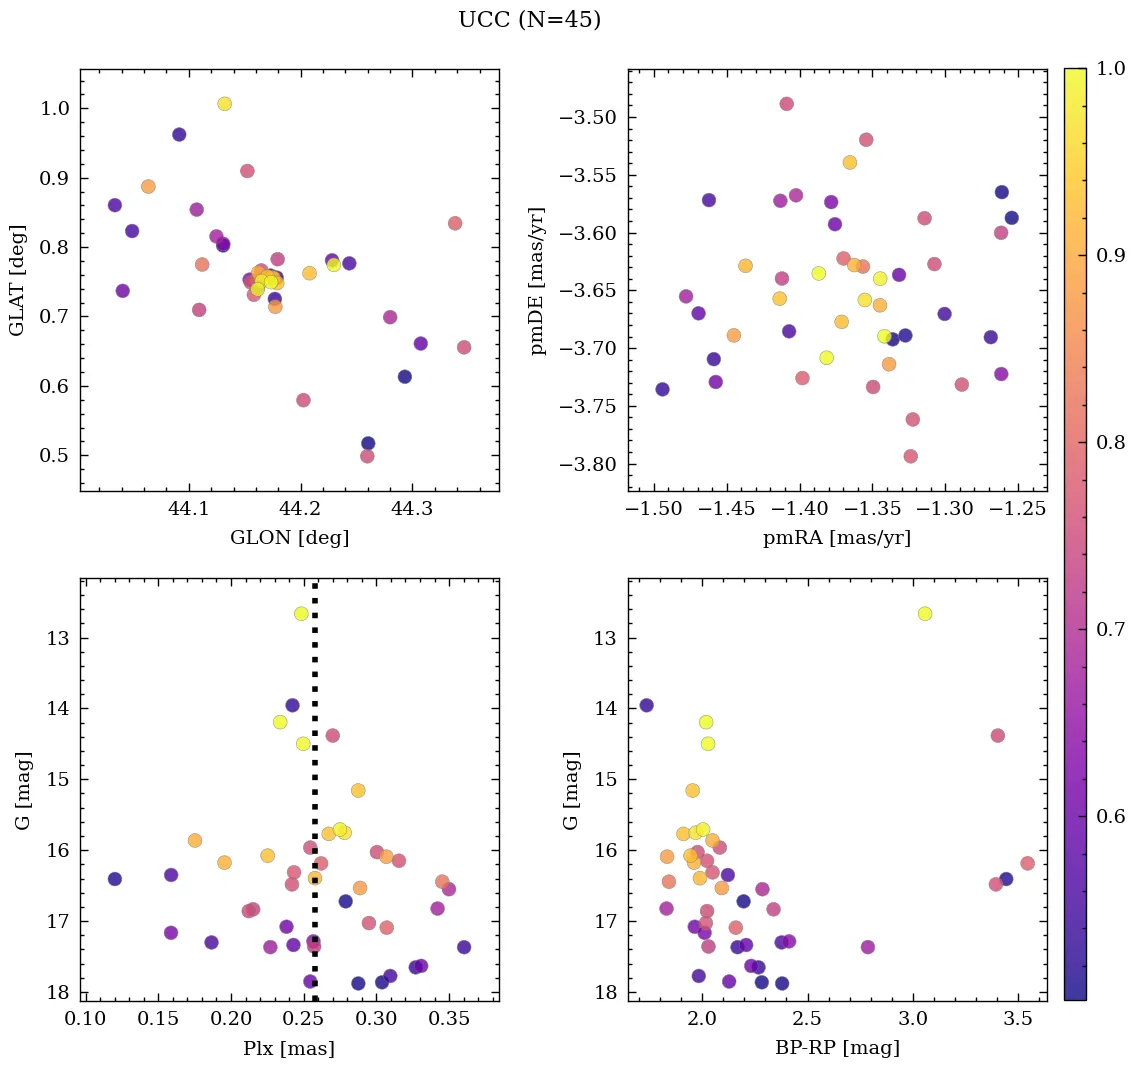 UCC (N=45)
1.0
0.9
0.8
0.7
0.6
0.5
GLAT [deg]
44.1 44.2 44.3
GLON [deg]
−3.50
−3.55
−3.60
−3.65
−3.70
−3.75
−3.80
pmDE [mas/yr]
−1.50 −1.45 −1.40 −1.35 −1.30 −1.25
pmRA [mas/yr]
13
14
15
16
17
18
G [mag]
0.10 0.15 0.20 0.25 0.30 0.35
Plx [mas]
13
14
15
16
17
18
G [mag]
2.0 2.5 3.0 3.5
BP-RP [mag]
1.0
0.9
0.8
0.7
0.6